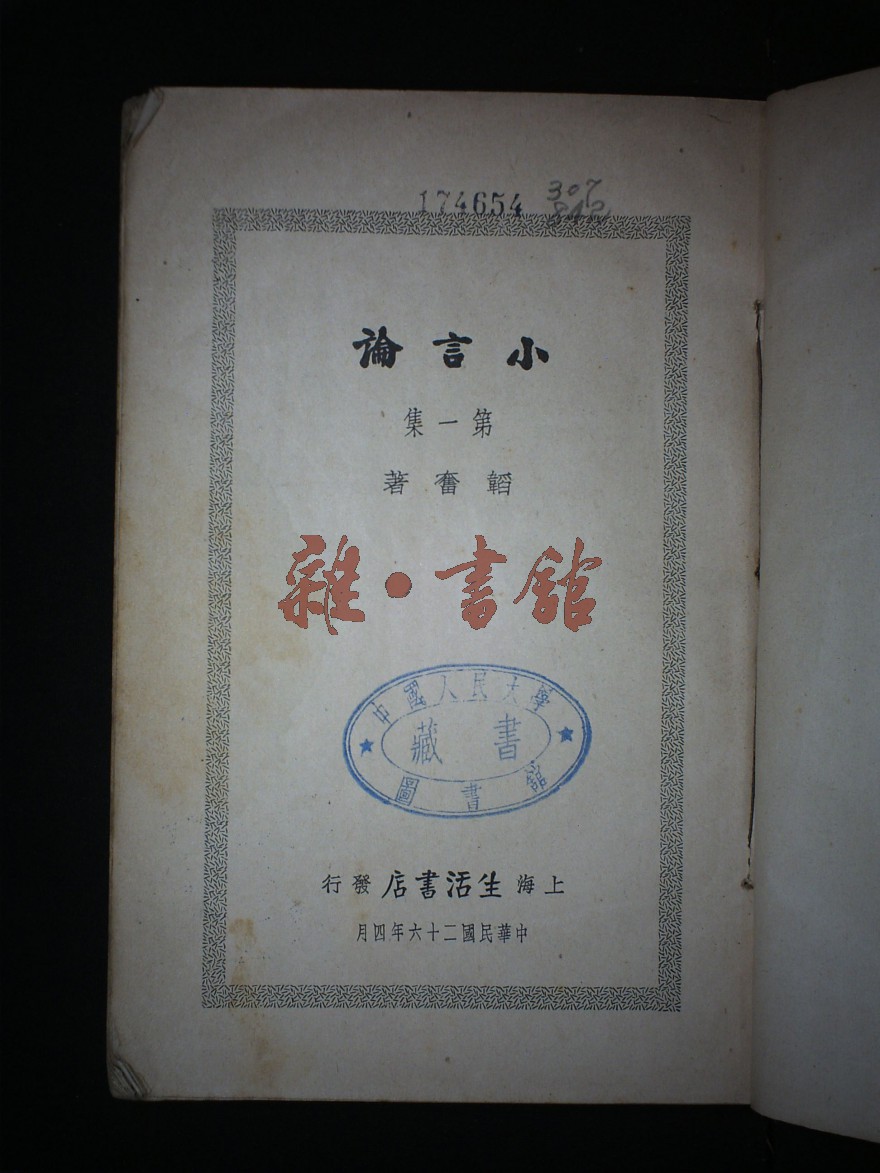 174654 307
842
小言論
第一集
韜奮著
雜·書館
中國人民大學
藏書
圖書館
上海生活書店發行
中華民國二十六年四月